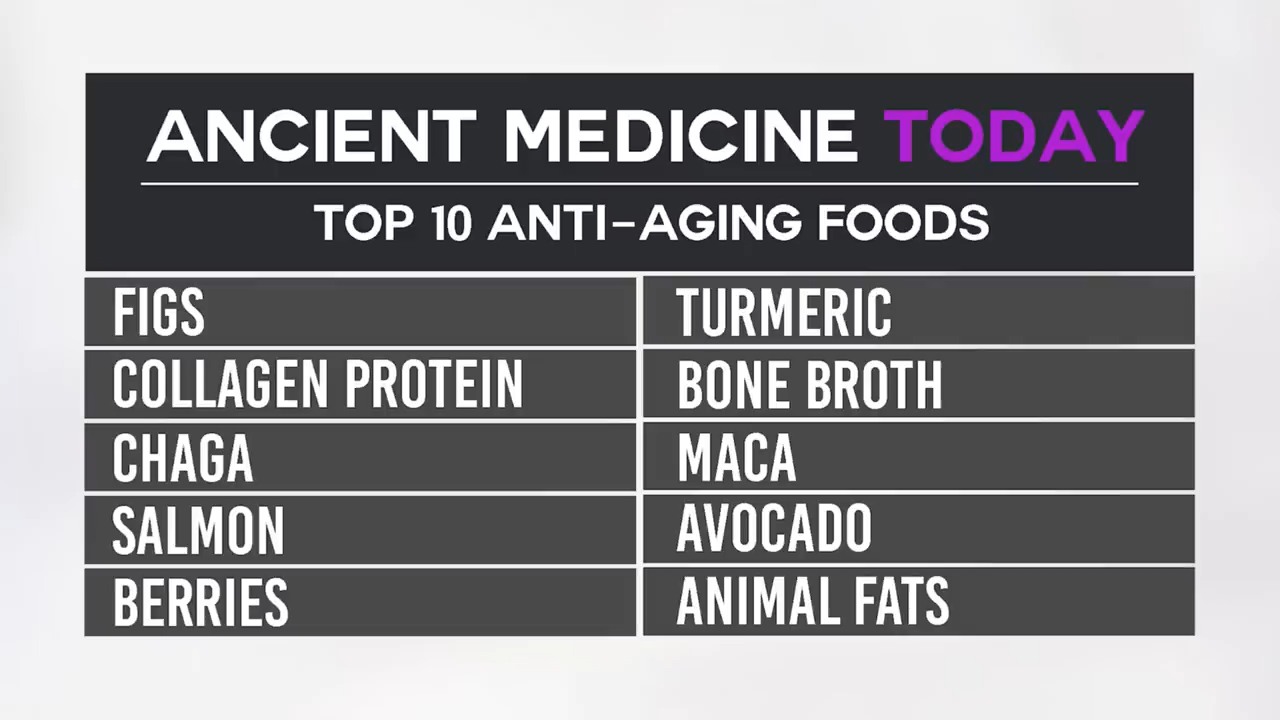 ANCIENT MEDICINE TODAY
TOP 10 ANTI-AGING FOODS
FIGS
TURMERIC
COLLAGEN PROTEIN
BONE BROTH
CHAGA
MACA
SALMON
AVOCADO
BERRIES
ANIMAL FATS